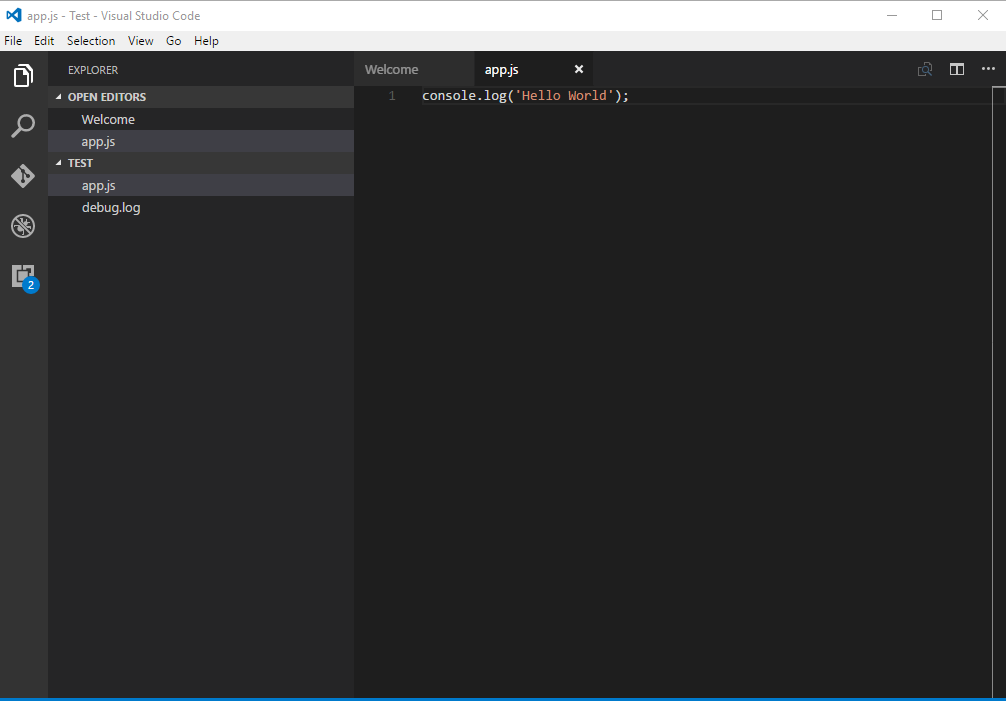 app.js - Test - Visual Studio Code
File Edit Selection View Go Help
EXPLORER
OPEN EDITORS
Welcome
app.js
TEST
app.js
debug.log
2
Welcome app.js
1 console.log('Hello World');